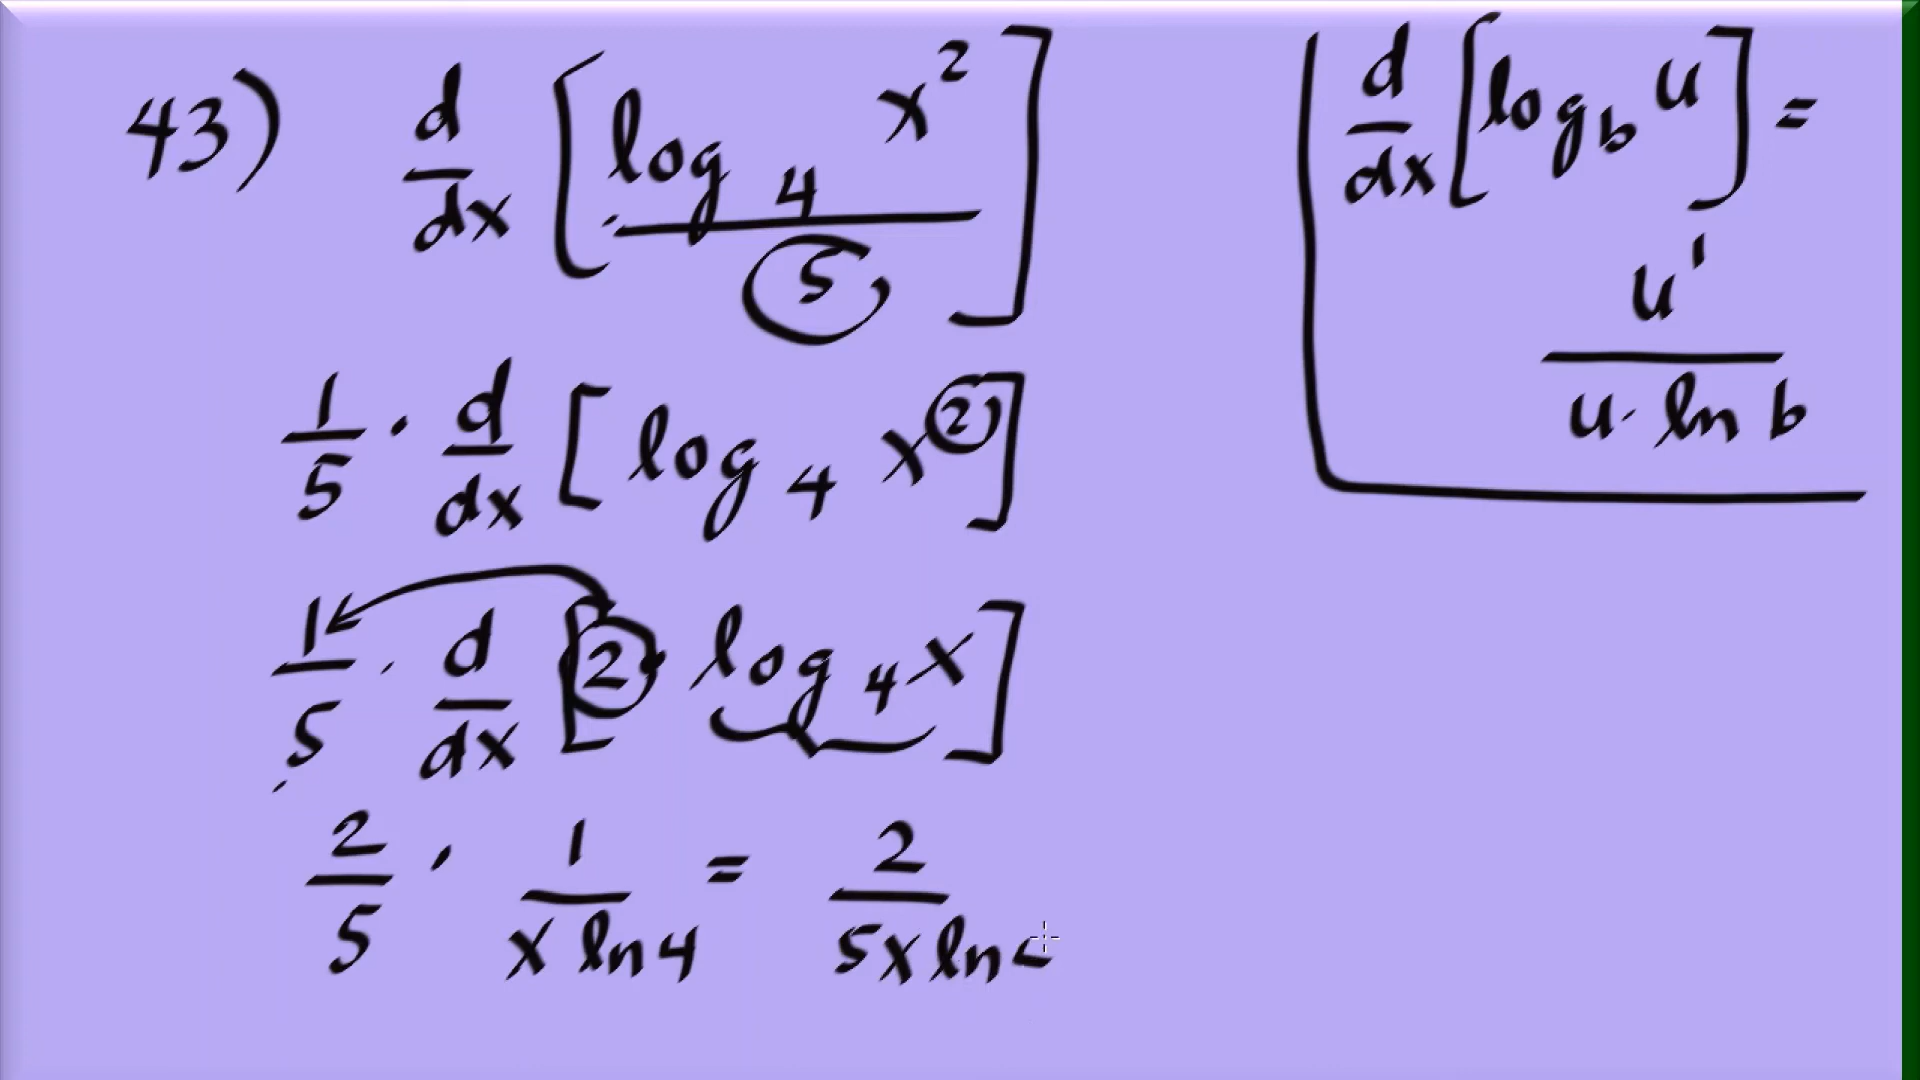 43) d/dx [log₄ x² / 5]
1/5 · d/dx [log₄ x²]
1/5 · d/dx [2 · log₄ x]
2/5 · 1/(x ln 4) = 2/(5x ln
d/dx [log_b u] =
u'/(u · ln b)